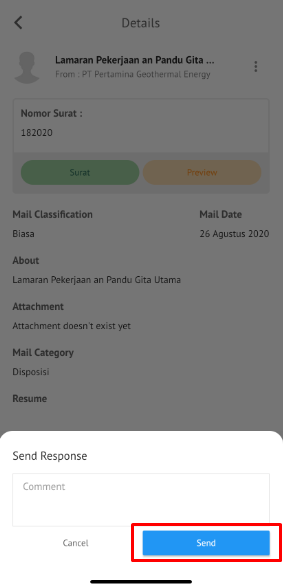 Details
Lamaran Pekerjaan an Pandu Gita ...
From : PT Pertamina Geothermal Energy
Nomor Surat :
182020
Surat
Preview
Mail Classification
Mail Date
Biasa
26 Agustus 2020
About
Lamaran Pekerjaan an Pandu Gita Utama
Attachment
Attachment doesn't exist yet
Mail Category
Disposisi
Resume
Send Response
Comment
Cancel
Send